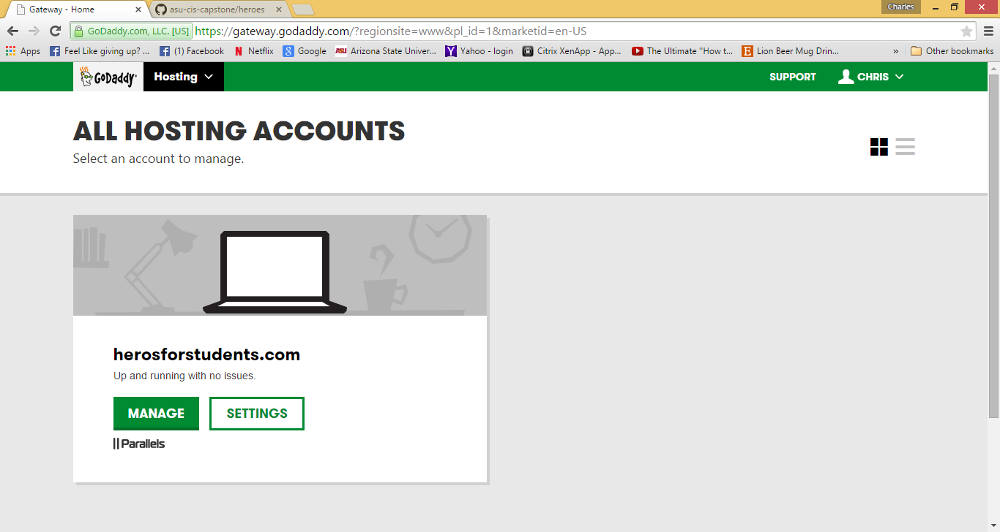 Gateway - Home
asu-cis-capstone/heroes
Charles
GoDaddy.com, LLC. [US] https://gateway.godaddy.com/?regionsite=www&pl_id=1&marketid=en-US
Apps
Feel Like giving up? ...
(1) Facebook
Netflix
Google
ASU Arizona State Univer...
Yahoo - login
Citrix XenApp - App...
The Ultimate "How t...
Lion Beer Mug Drin...
» Other bookmarks
GoDaddy
Hosting
SUPPORT
CHRIS
ALL HOSTING ACCOUNTS
Select an account to manage.
herosforstudents.com
Up and running with no issues.
MANAGE
SETTINGS
Parallels